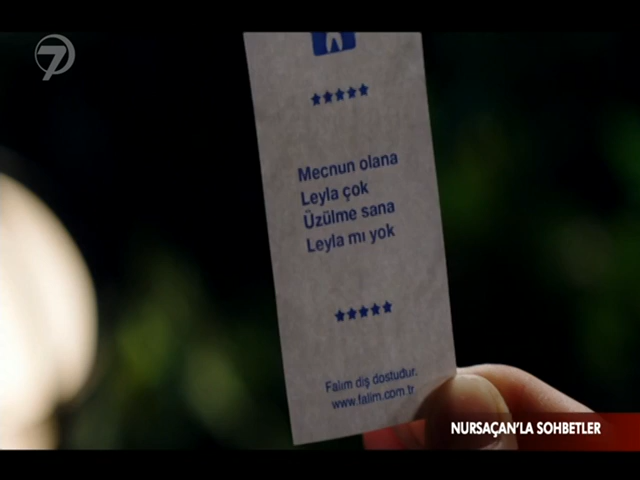 7
★★★★★
Mecnun olana
Leyla çok
Üzülme sana
Leyla mı yok
★★★★★
Falım diş dostudur.
www.falim.com.tr
NURSAÇAN'LA SOHBETLER